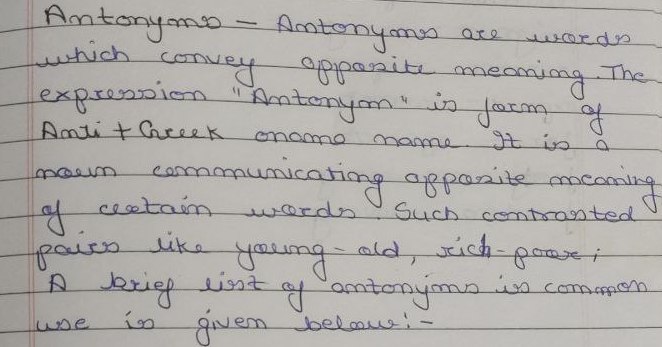 Antonyms - Antonyms are words
which convey opposite meaning. The
expression "Antonym" is form of
Anti + Greek onama name. It is a
noun communicating opposite meaning
of certain words. Such contrasted
pairs like young - old, rich - poor;
A brief list of antonyms in common
use is given below:-